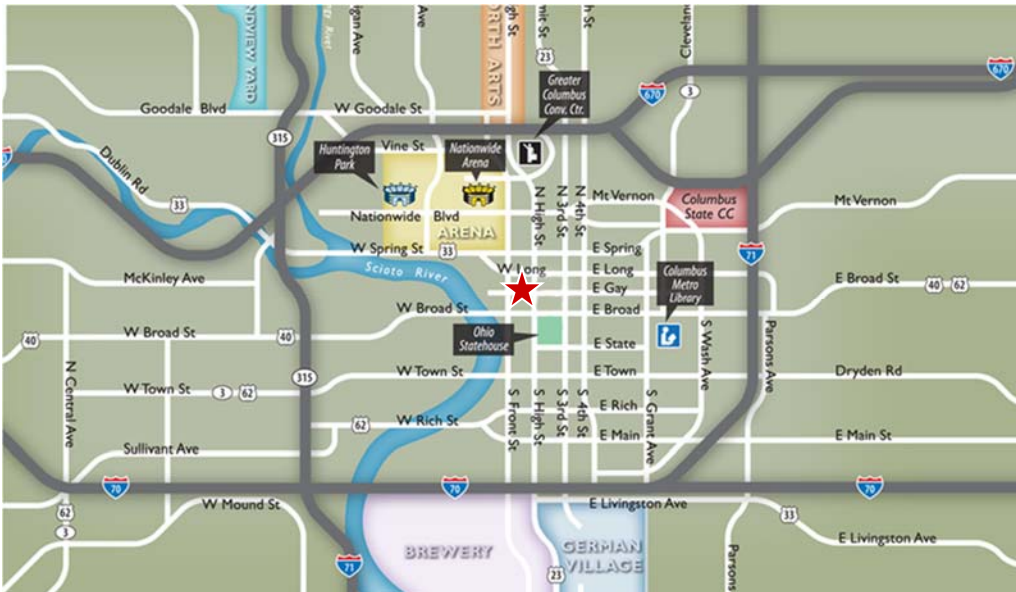 NDVIEW YARD
igan Ave
Ave
ORTH ARTS
gh St
mit St
23
h St
Cleveland
Greater
Columbus
Conv. Ctr.
670
670
3
Goodale Blvd
W Goodale St
315
Huntington
Park
Vine St
Nationwide
Arena
Dublin Rd
33
N High St
N 3rd St
N 4th St
Mt Vernon
Columbus
State CC
Mt Vernon
Nationwide Blvd
ARENA
33
W Spring St
E Spring
71
Scioto River
McKinley Ave
W Long
E Long
Columbus
Metro
Library
E Broad St
40
62
E Gay
W Broad St
E Broad
W Broad St
40
40
Ohio
Statehouse
E State
S Wash Ave
Parsons Ave
N Central Ave
315
W Town St
E Town
Dryden Rd
W Town St
3
62
S Front St
S High St
S 3rd St
S 4th St
S Grant Ave
W Rich St
E Rich
62
E Main
E Main St
Sullivant Ave
70
70
70
W Mound St
E Livingston Ave
62
33
3
E Livingston Ave
BREWERY
GERMAN
VILLAGE
71
23
Parsons